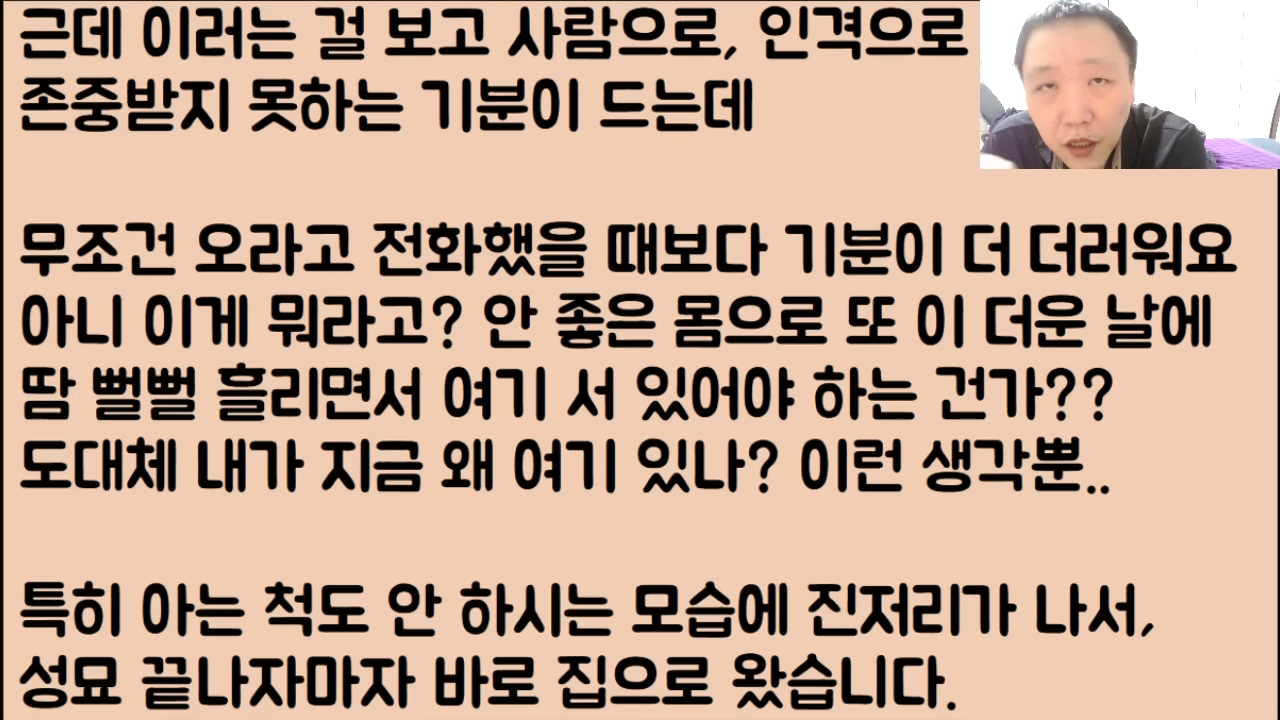 근데 이러는 걸 보고 사람으로, 인격으로
존중받지 못하는 기분이 드는데
무조건 오라고 전화했을 때보다 기분이 더 더러워요
아니 이게 뭐라고? 안 좋은 몸으로 또 이 더운 날에
땀 뻘뻘 흘리면서 여기 서 있어야 하는 건가??
도대체 내가 지금 왜 여기 있나? 이런 생각뿐..
특히 아는 척도 안 하시는 모습에 진저리가 나서,
성묘 끝나자마자 바로 집으로 왔습니다.